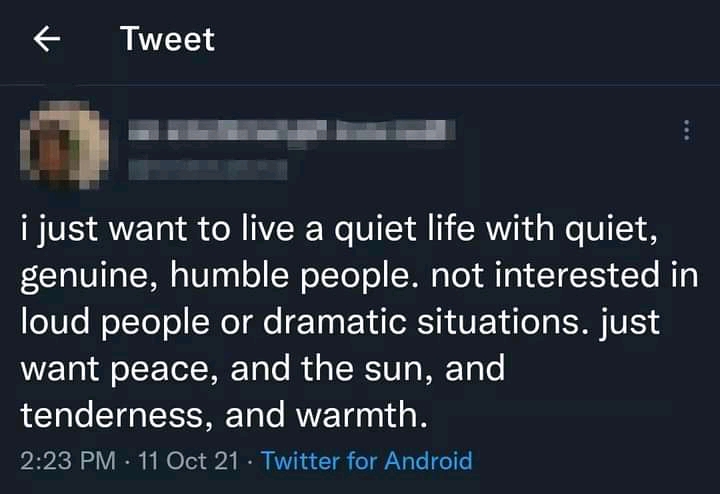 Tweet
i just want to live a quiet life with quiet,
genuine, humble people. not interested in
loud people or dramatic situations. just
want peace, and the sun, and
tenderness, and warmth.
2:23 PM · 11 Oct 21 · Twitter for Android